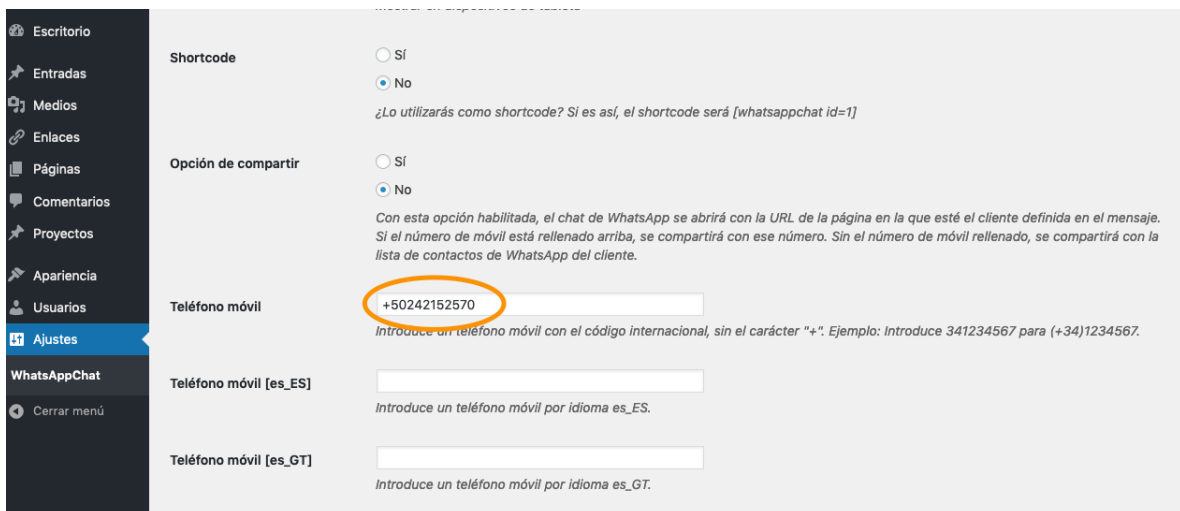 Escritorio
Entradas
Medios
Enlaces
Páginas
Comentarios
Proyectos
Apariencia
Usuarios
Ajustes
WhatsAppChat
Cerrar menú
Shortcode
Sí
No
¿Lo utilizarás como shortcode? Si es así, el shortcode será [whatsappchat id=1]
Opción de compartir
Sí
No
Con esta opción habilitada, el chat de WhatsApp se abrirá con la URL de la página en la que esté el cliente definida en el mensaje.
Si el número de móvil está rellenado arriba, se compartirá con ese número. Sin el número de móvil rellenado, se compartirá con la
lista de contactos de WhatsApp del cliente.
Teléfono móvil
+50242152570
Introduce un teléfono móvil con el código internacional, sin el carácter "+". Ejemplo: Introduce 341234567 para (+34)1234567.
Teléfono móvil [es_ES]
Introduce un teléfono móvil por idioma es_ES.
Teléfono móvil [es_GT]
Introduce un teléfono móvil por idioma es_GT.